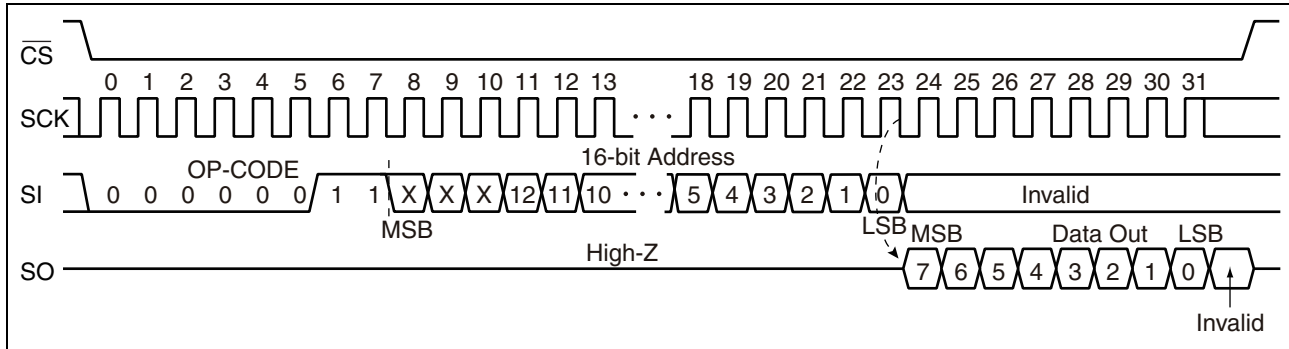 CS
0 1 2 3 4 5 6 7 8 9 10 11 12 13 18 19 20 21 22 23 24 25 26 27 28 29 30 31
SCK · · ·
OP-CODE 16-bit Address
SI 0 0 0 0 0 0 1 1 X X X 12 11 10 · · · 5 4 3 2 1 0 Invalid
MSB LSB MSB Data Out LSB
High-Z
SO 7 6 5 4 3 2 1 0
Invalid